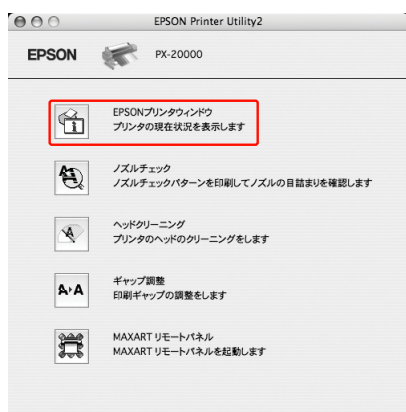 EPSON Printer Utility2
EPSON
PX-20000
EPSONプリンタウィンドウ
プリンタの現在状況を表示します
ノズルチェック
ノズルチェックパターンを印刷してノズルの目詰まりを確認します
ヘッドクリーニング
プリンタのヘッドのクリーニングをします
ギャップ調整
印刷ギャップの調整をします
A›A
MAXART リモートパネル
MAXART リモートパネルを起動します